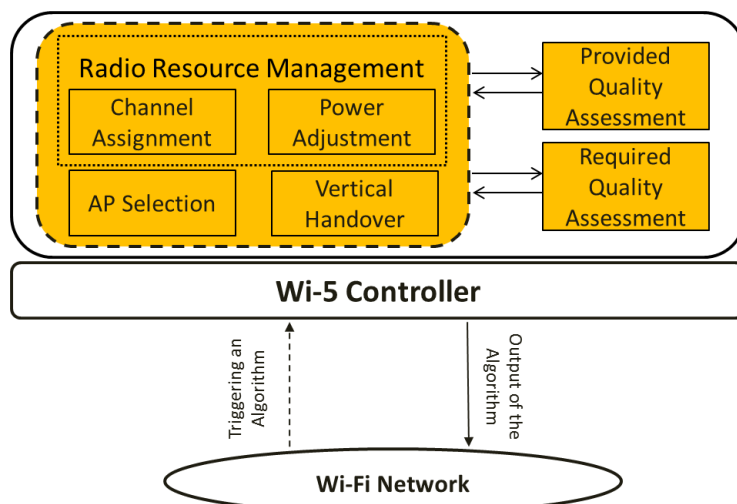 Radio Resource Management
Channel
Assignment
Power
Adjustment
AP Selection
Vertical
Handover
Provided
Quality
Assessment
Required
Quality
Assessment
Wi-5 Controller
Triggering an
Algorithm
Output of the
Algorithm
Wi-Fi Network